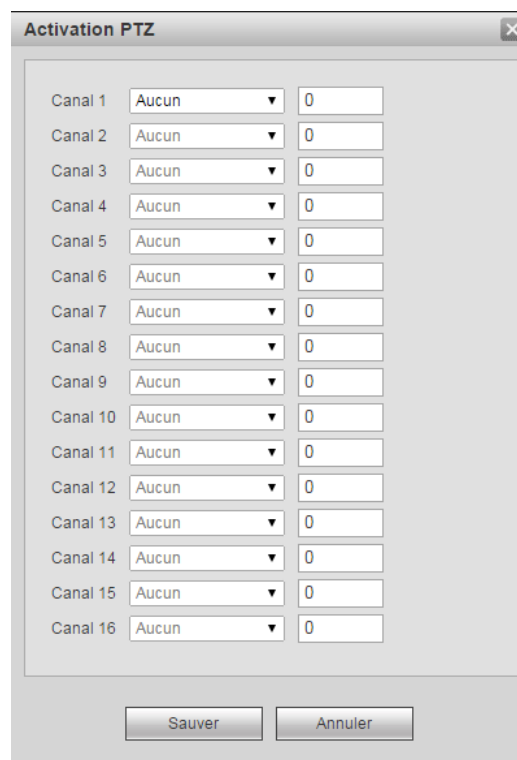 Activation PTZ
Canal 1 Aucun 0
Canal 2 Aucun 0
Canal 3 Aucun 0
Canal 4 Aucun 0
Canal 5 Aucun 0
Canal 6 Aucun 0
Canal 7 Aucun 0
Canal 8 Aucun 0
Canal 9 Aucun 0
Canal 10 Aucun 0
Canal 11 Aucun 0
Canal 12 Aucun 0
Canal 13 Aucun 0
Canal 14 Aucun 0
Canal 15 Aucun 0
Canal 16 Aucun 0
Sauver Annuler